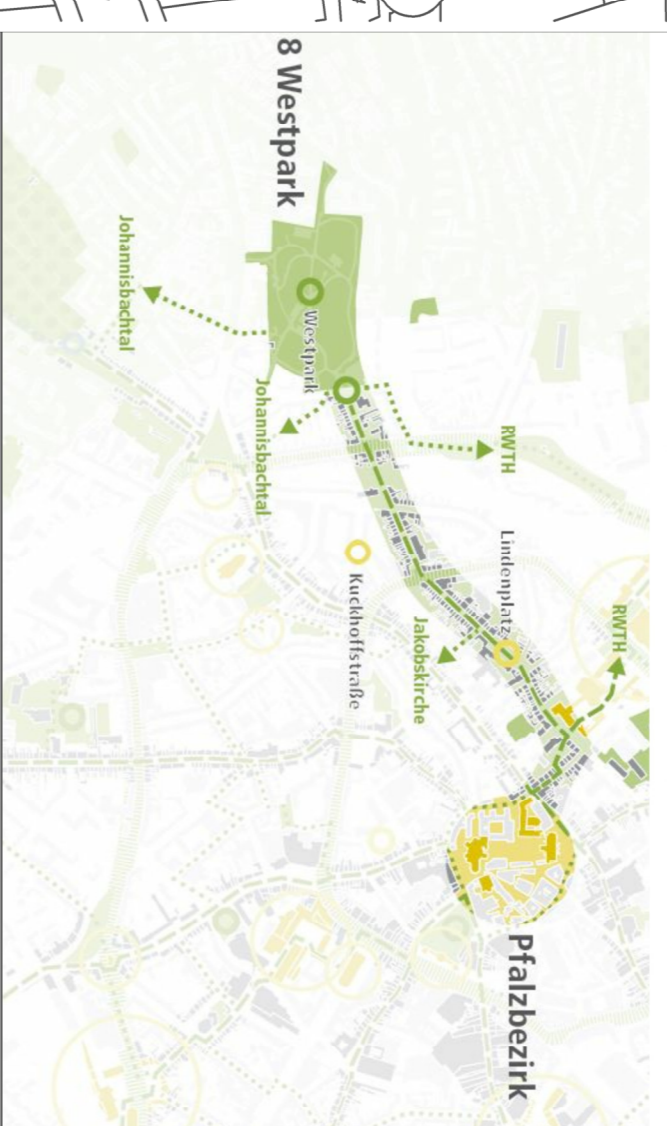 8 Westpark
Johannisbachtal
Westpark
Johannisbachtal
RWTH
Kuckhoffstraße
Lindenplatz
Jakobskirche
RWTH
Pfalzbezirk